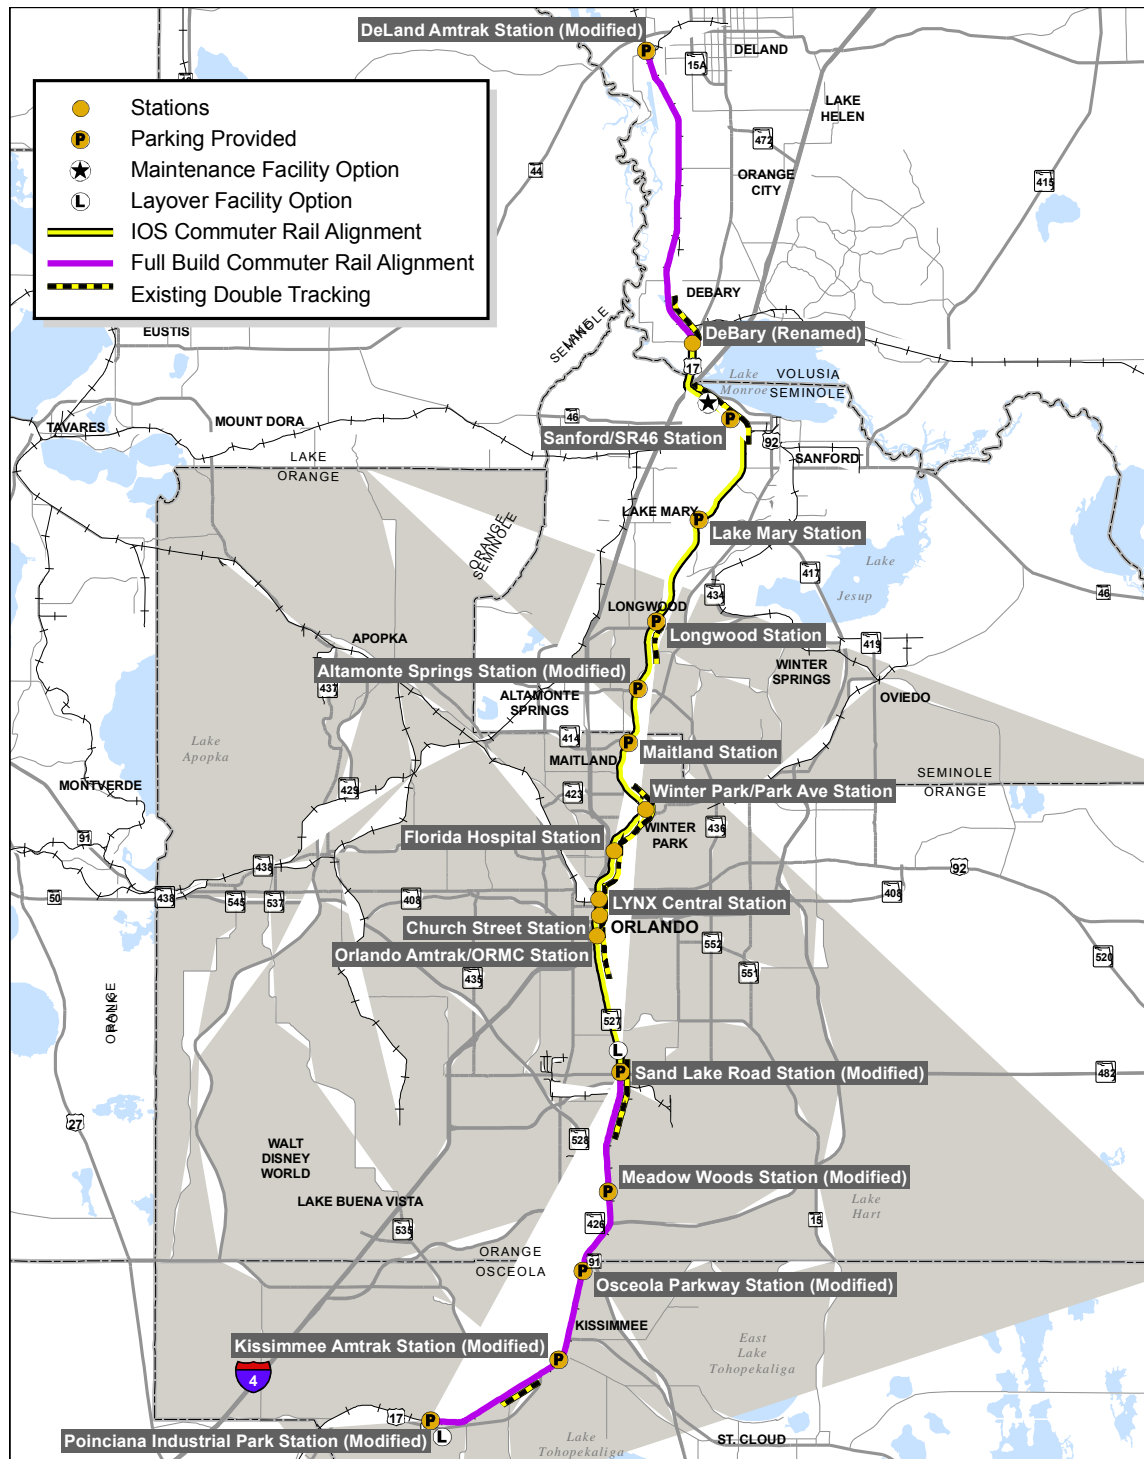 DeLand Amtrak Station (Modified)
DELAND
15A
LAKE
HELEN
Stations
P
Parking Provided
Maintenance Facility Option
L
Layover Facility Option
IOS Commuter Rail Alignment
Full Build Commuter Rail Alignment
Existing Double Tracking
472
44
ORANGE
CITY
415
DEBARY
EUSTIS
LAKE
SEMINOLE
DeBary (Renamed)
17
Lake
Monroe
VOLUSIA
SEMINOLE
46
TAVARES
MOUNT DORA
Sanford/SR46 Station
92
SANFORD
LAKE
ORANGE
LAKE MARY
Lake Mary Station
ORANGE
SEMINOLE
417
Lake
Jesup
434
46
LONGWOOD
Longwood Station
APOPKA
419
WINTER
SPRINGS
Altamonte Springs Station (Modified)
437
ALTAMONTE
SPRINGS
OVIEDO
414
Lake
Apopka
Maitland Station
MAITLAND
SEMINOLE
ORANGE
MONTVERDE
429
423
Winter Park/Park Ave Station
436
WINTER
PARK
Florida Hospital Station
91
438
92
50
438
545
537
408
408
LYNX Central Station
Church Street Station
ORLANDO
Orlando Amtrak/ORMC Station
552
551
520
435
ORANGE
POLK
527
L
Sand Lake Road Station (Modified)
482
27
528
WALT
DISNEY
WORLD
Meadow Woods Station (Modified)
LAKE BUENA VISTA
Lake
Hart
535
426
15
ORANGE
OSCEOLA
91
Osceola Parkway Station (Modified)
KISSIMMEE
Kissimmee Amtrak Station (Modified)
East
Lake
Tohopekaliga
4
17
Poinciana Industrial Park Station (Modified)
L
Lake
Tohopekaliga
ST. CLOUD